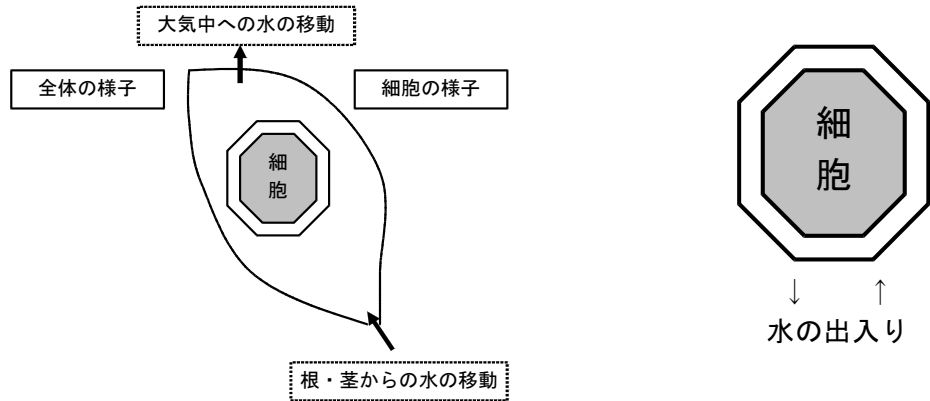 大気中への水の移動
全体の様子
細胞の様子
細
胞
根・茎からの水の移動
細
胞
↓ ↑
水の出入り